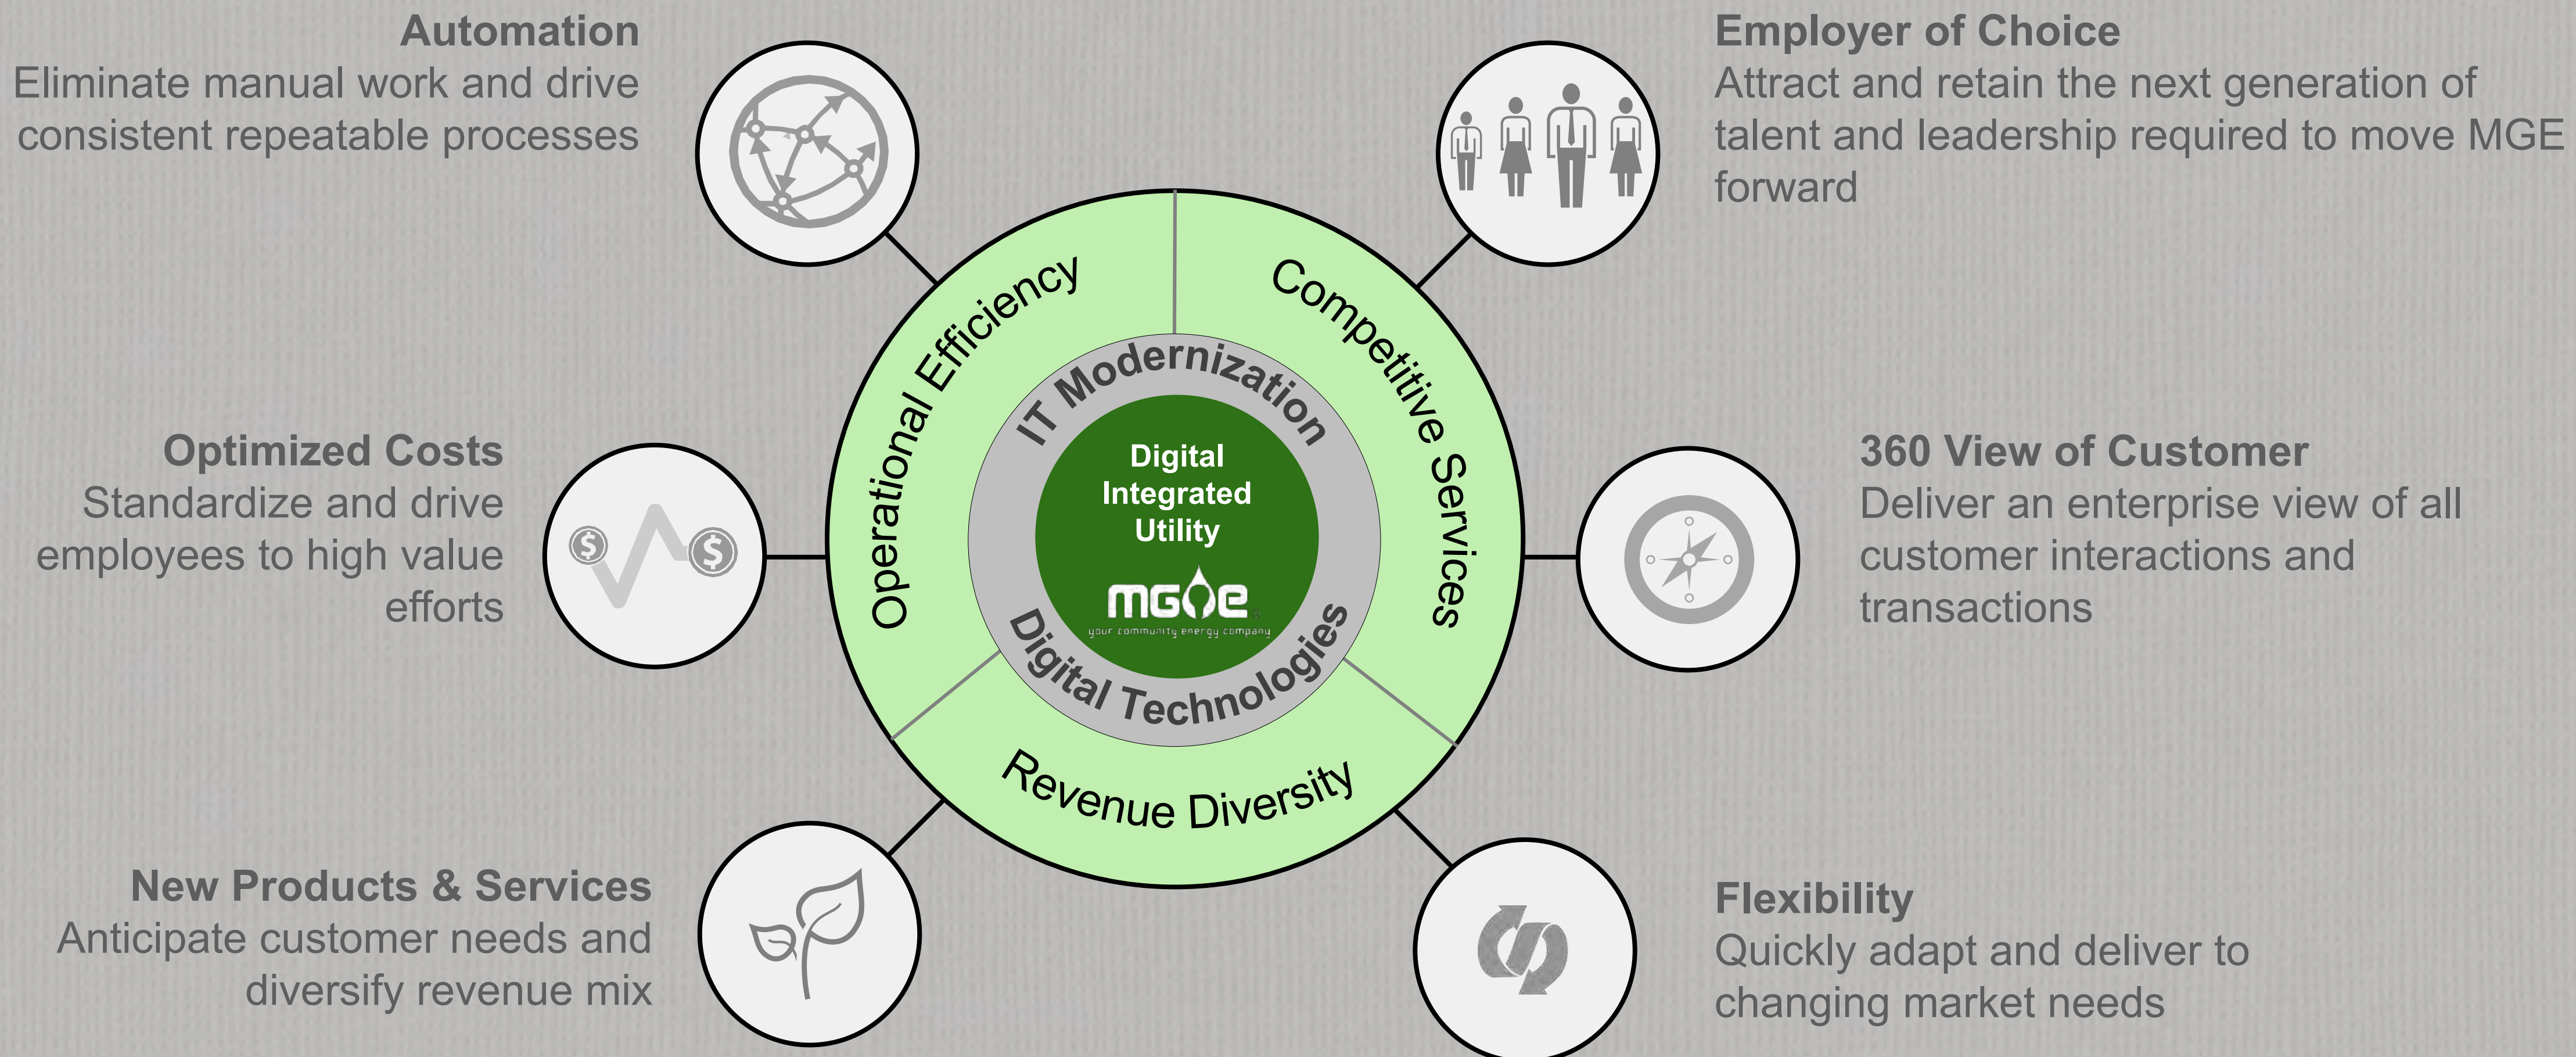 Automation
Eliminate manual work and drive
consistent repeatable processes
Employer of Choice
Attract and retain the next generation of
talent and leadership required to move MGE
forward
Operational Efficiency
Competitive Services
IT Modernization
Digital
Integrated
Utility
mge
your community energy company
Digital Technologies
Revenue Diversity
Optimized Costs
Standardize and drive
employees to high value
efforts
$ $
360 View of Customer
Deliver an enterprise view of all
customer interactions and
transactions
New Products & Services
Anticipate customer needs and
diversify revenue mix
Flexibility
Quickly adapt and deliver to
changing market needs